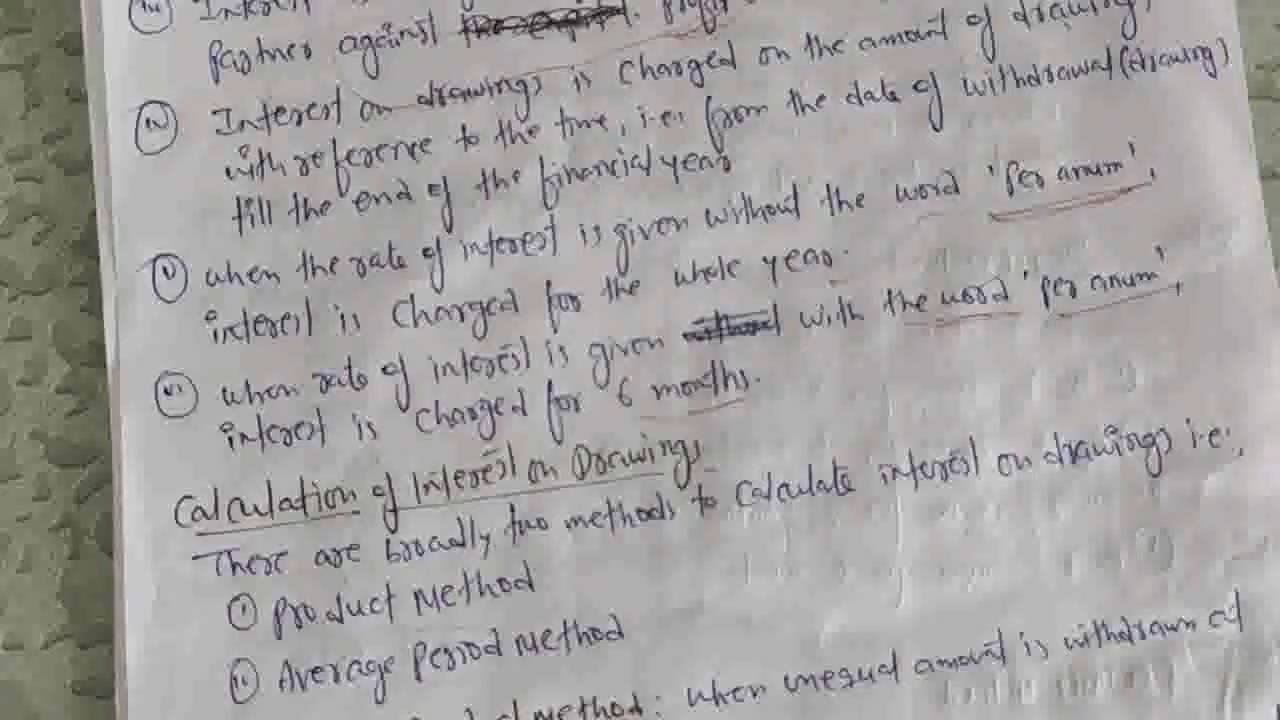 Partner against
(iv) Interest on drawings is charged on the amount of drawing,
with reference to the time, i.e. from the date of withdrawal (drawing)
till the end of the financial year
(v) when the rate of interest is given without the word 'Per anum',
interest is charged for the whole year.
(vi) when rate of interest is given with the word 'per anum',
interest is charged for 6 months.
Calculation of Interest on Drawings
There are broadly two methods to calculate interest on drawings i.e.,
(i) Product Method
(ii) Average Period Method
method: when unequal amount is withdrawn at